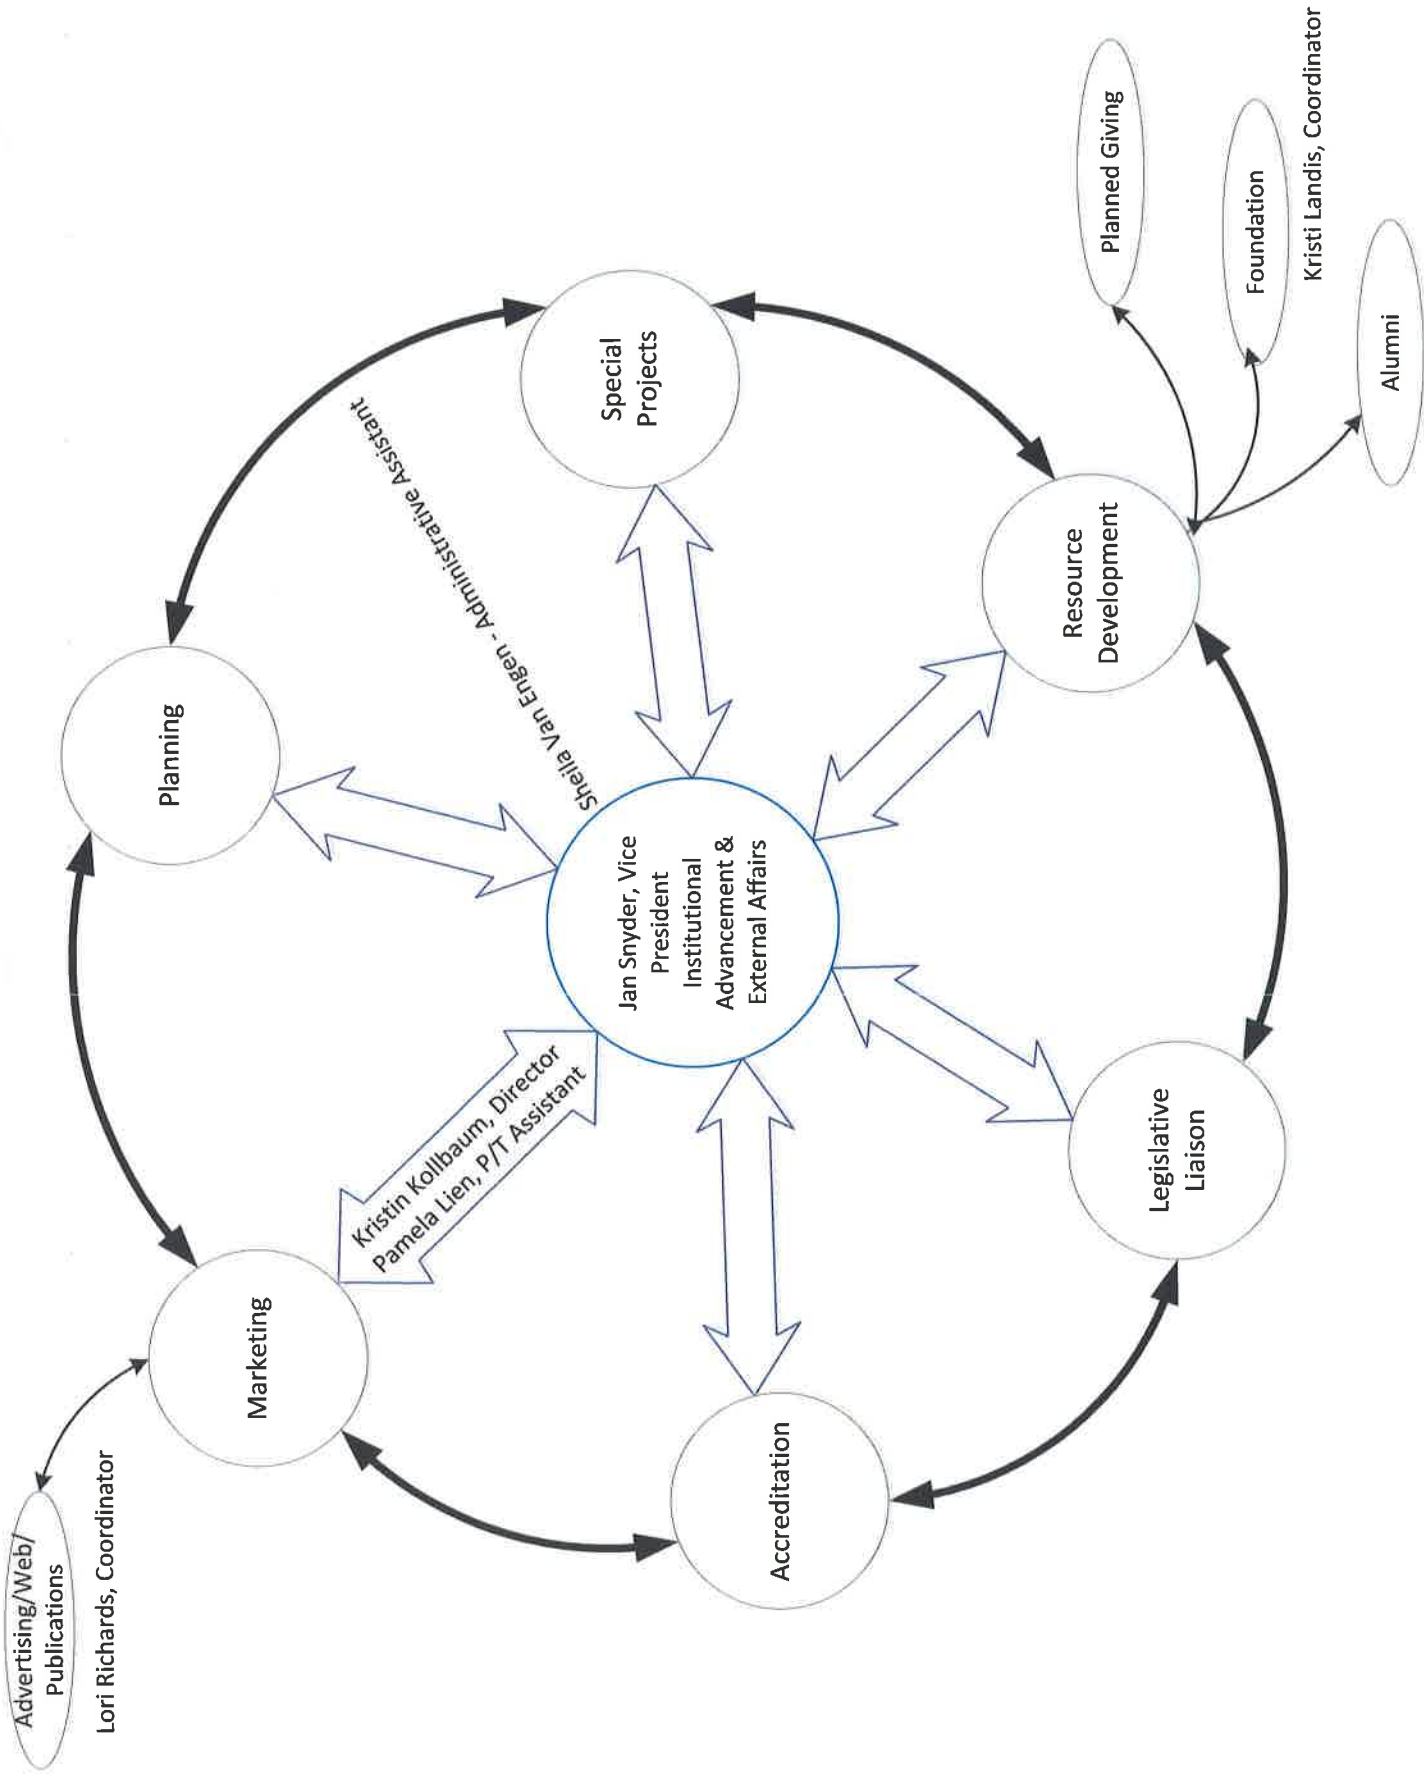 Advertising/Web/
Publications
Lori Richards, Coordinator
Marketing
Planning
Kristin Kollbaum, Director
Pamela Lien, P/T Assistant
Sheila Van Engen - Administrative Assistant
Special
Projects
Jan Snyder, Vice
President
Institutional
Advancement &
External Affairs
Accreditation
Legislative
Liaison
Resource
Development
Planned Giving
Foundation
Kristi Landis, Coordinator
Alumni